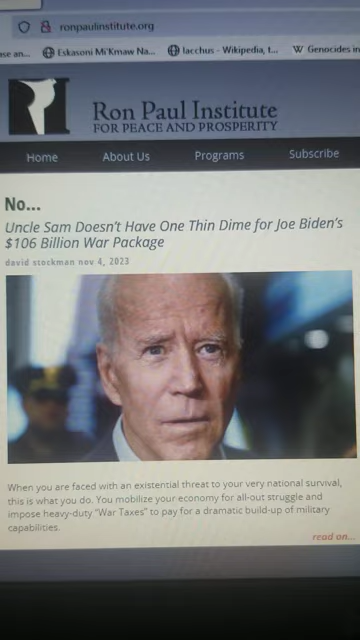 ronpaulinstitute.org
ese an...
Eskasoni Mi'Kmaw Na...
Iacchus - Wikipedia, t...
W Genocides in
Ron Paul Institute
FOR PEACE AND PROSPERITY
Home About Us Programs Subscribe
No...
Uncle Sam Doesn't Have One Thin Dime for Joe Biden's
$106 Billion War Package
david stockman nov 4, 2023
When you are faced with an existential threat to your very national survival,
this is what you do. You mobilize your economy for all-out struggle and
impose heavy-duty "War Taxes" to pay for a dramatic build-up of military
capabilities.
read on...